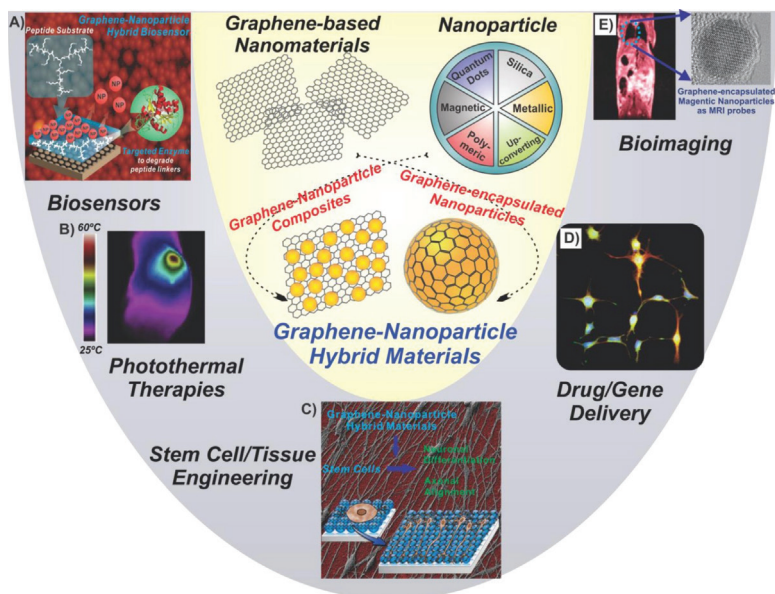 A)
Graphene-Nanoparticle
Hybrid Biosensor
Peptide Substrate
NP
NP
NP
NP
Targeted Enzyme
to degrade
peptide linkers
Biosensors
Graphene-based
Nanomaterials
Nanoparticle
Quantum
Dots
Silica
Magnetic
Metallic
Poly-
meric
Up-
converting
Graphene-Nanoparticle
Composites
Graphene-encapsulated
Nanoparticles
Graphene-Nanoparticle
Hybrid Materials
E)
Graphene-encapsulated
Magentic Nanoparticles
as MRI probes
Bioimaging
B)
60°C
25°C
Photothermal
Therapies
D)
Drug/Gene
Delivery
C)
Graphene-Nanoparticle
Hybrid Materials
Stem Cells
Neuronal
Differentiation
Axonal
Alignment
Stem Cell/Tissue
Engineering